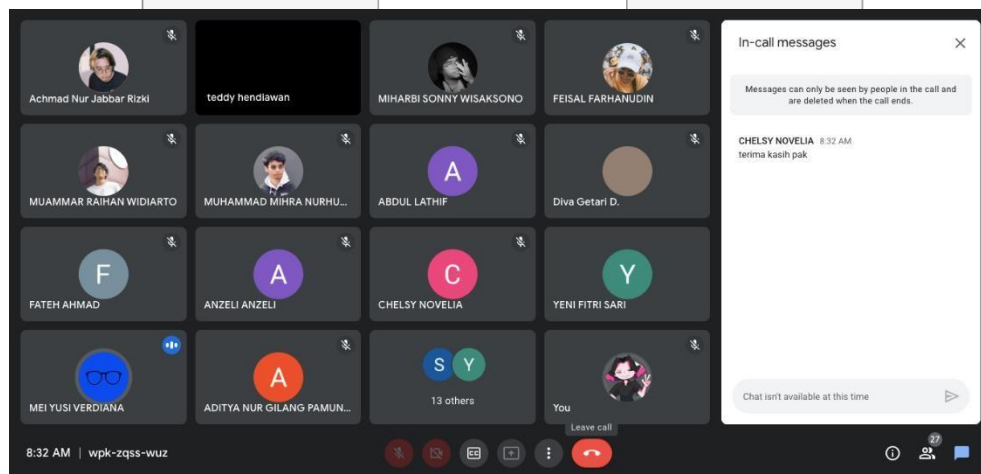 Achmad Nur Jabbar Rizki
teddy hendiawan
MIHARBI SONNY WISAKSONO
FEISAL FARHANUDIN
MUAMMAR RAIHAN WIDIARTO
MUHAMMAD MIHRA NURHU...
A
ABDUL LATHIF
Diva Getari D.
F
FATEH AHMAD
A
ANZELI ANZELI
C
CHELSY NOVELIA
Y
YENI FITRI SARI
MEI YUSI VERDIANA
A
ADITYA NUR GILANG PAMUN...
S Y
13 others
You
Leave call
8:32 AM | wpk-zqss-wuz
CC
27
In-call messages
Messages can only be seen by people in the call and
are deleted when the call ends.
CHELSY NOVELIA 8:32 AM
terima kasih pak
Chat isn't available at this time